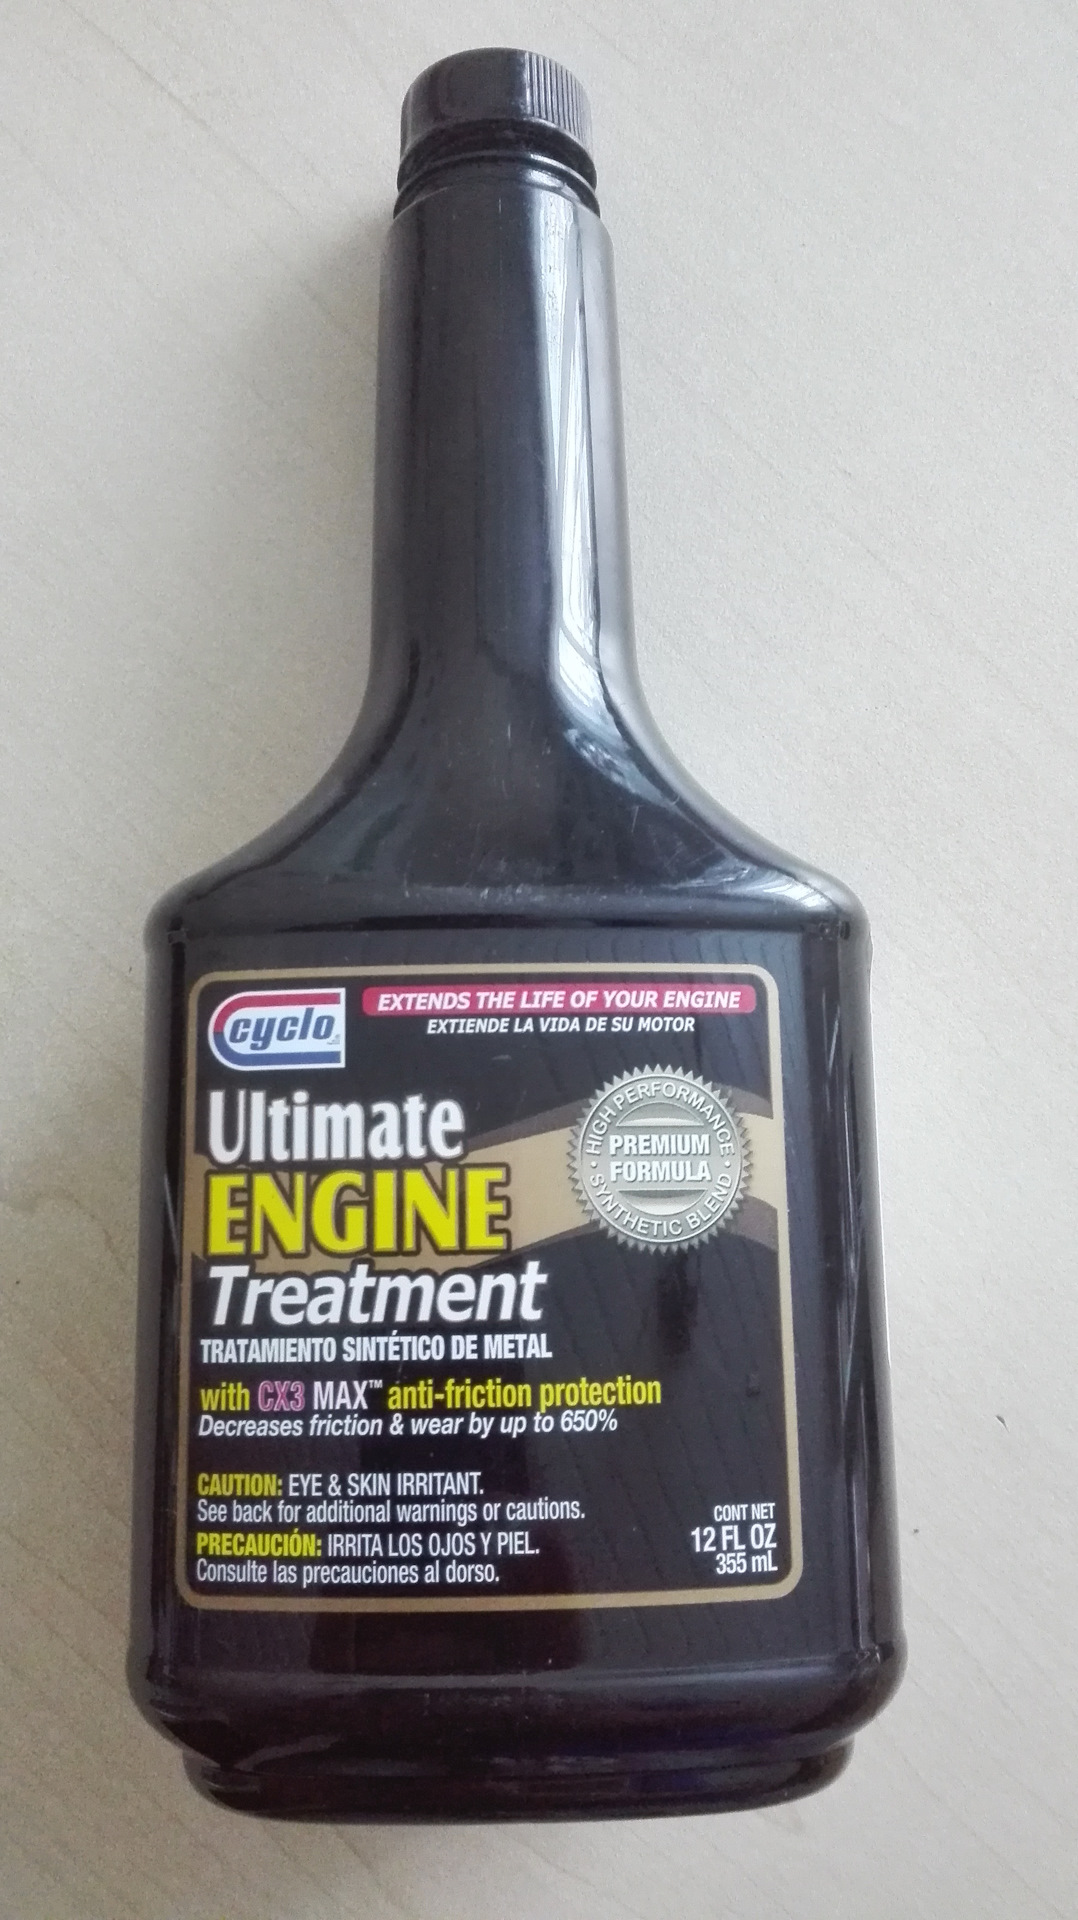 cyclo
EXTENDS THE LIFE OF YOUR ENGINE
EXTIENDE LA VIDA DE SU MOTOR
Ultimate
ENGINE
Treatment
HIGH PERFORMANCE
PREMIUM
FORMULA
SYNTHETIC BLEND
TRATAMIENTO SINTÉTICO DE METAL
with CX3 MAX™ anti-friction protection
Decreases friction & wear by up to 650%
CAUTION: EYE & SKIN IRRITANT.
See back for additional warnings or cautions.
PRECAUCIÓN: IRRITA LOS OJOS Y PIEL.
Consulte las precauciones al dorso.
CONT NET
12 FL OZ
355 mL